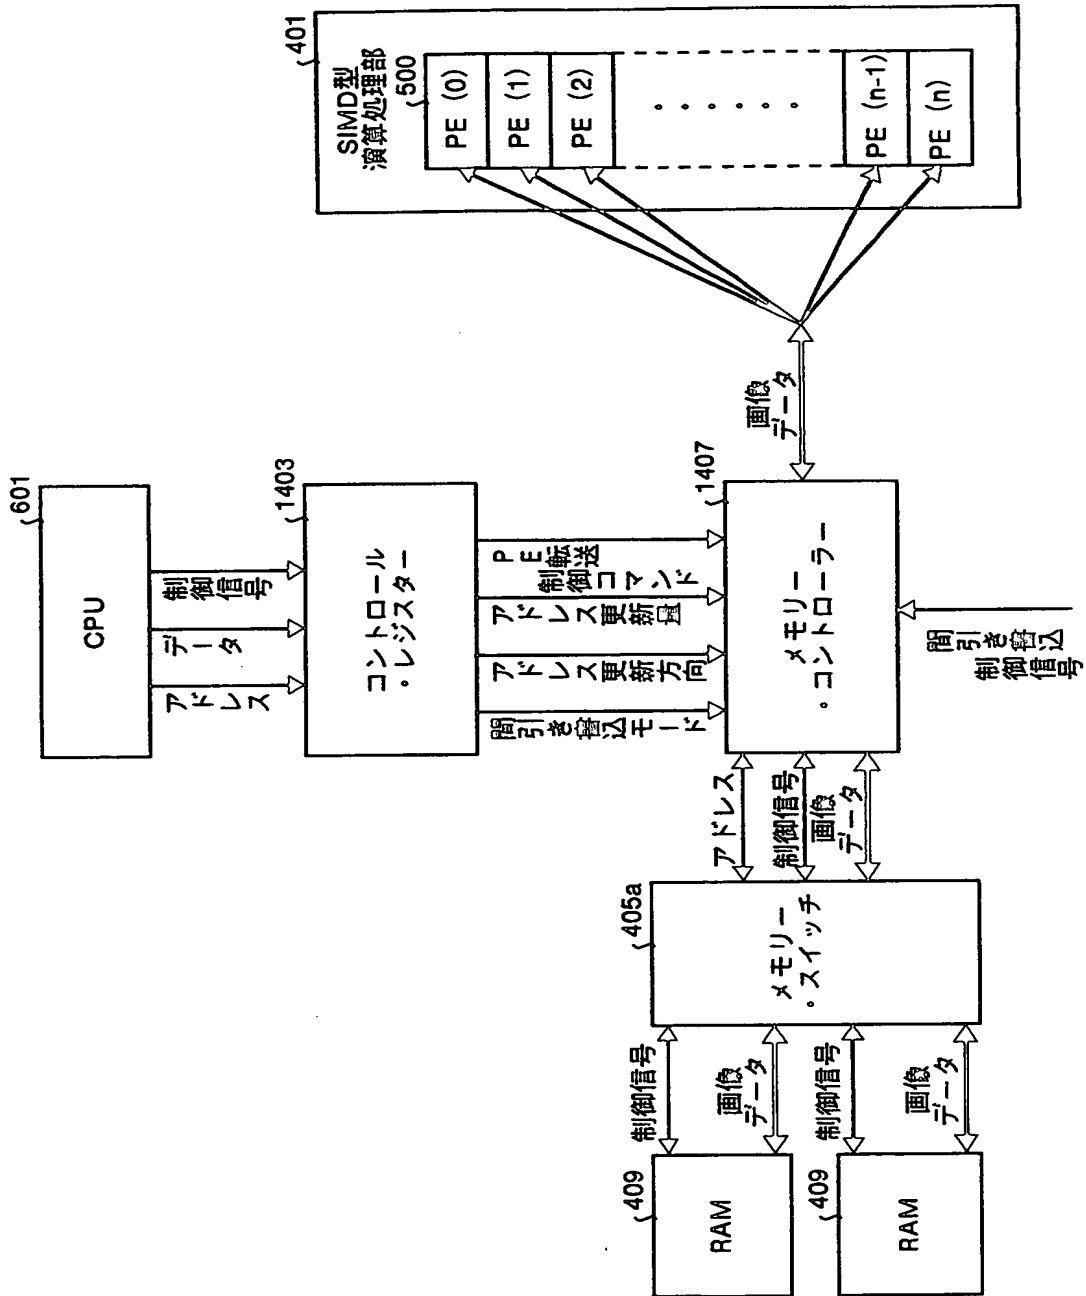 601
CPU
アドレス
データ
制御信号
1403
コントロール
・レジスター
間引き書込モード
アドレス更新方向
アドレス更新量
PE転送
制御コマンド
401
SIMD型
演算処理部
500
PE (0)
PE (1)
PE (2)
PE (n-1)
PE (n)
409
RAM
制御信号
画像
データ
409
RAM
制御信号
画像
データ
405a
メモリー
・スイッチ
アドレス
制御信号
画像
データ
1407
メモリー
・コントローラー
画像
データ
間引き書込
制御信号